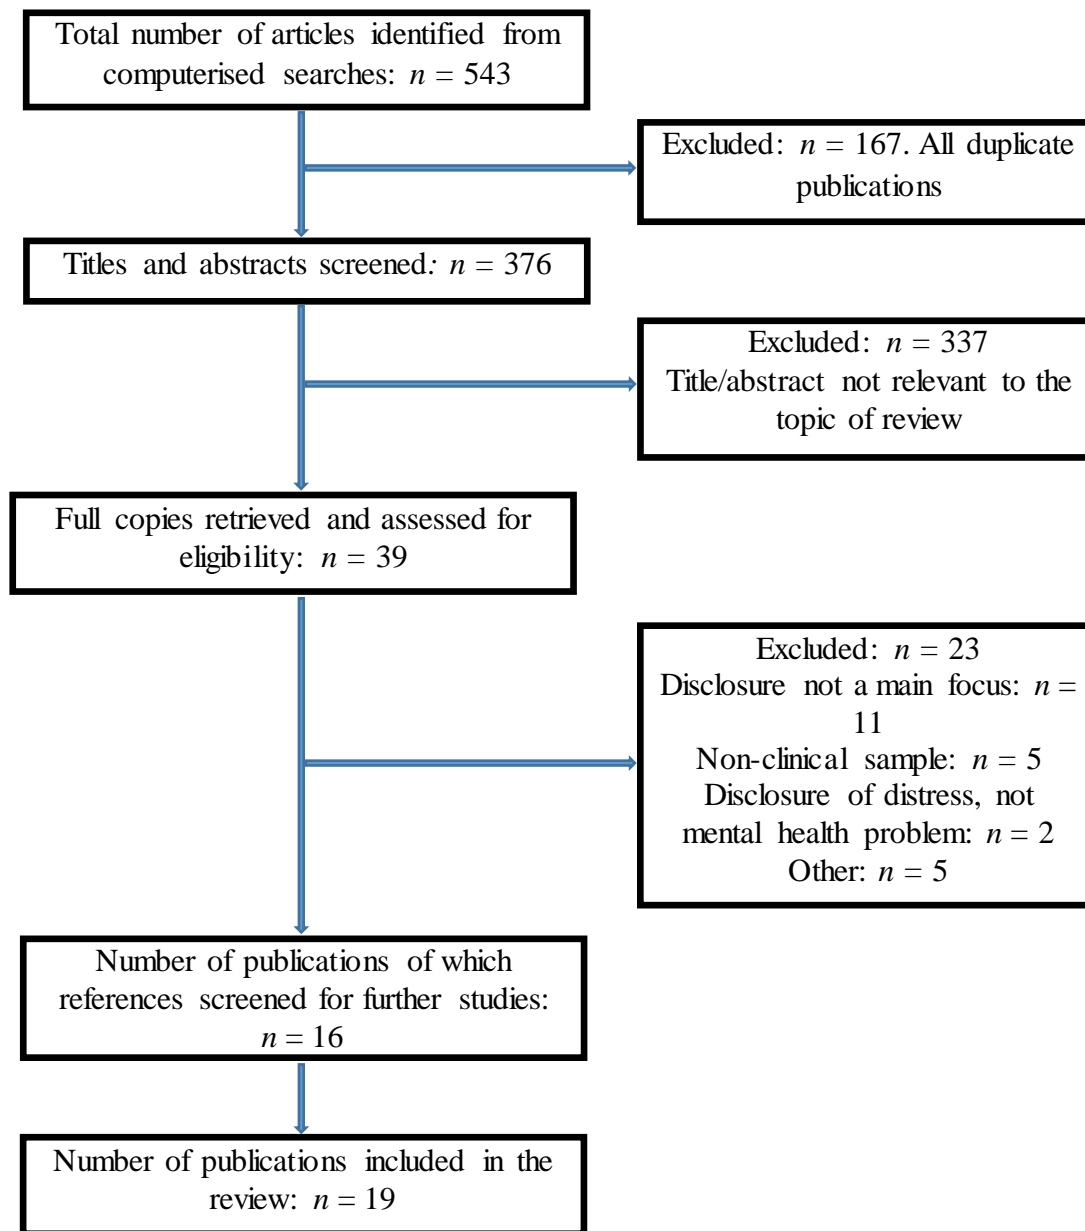 Total number of articles identified from
computerised searches: n = 543
Excluded: n = 167. All duplicate
publications
Titles and abstracts screened: n = 376
Excluded: n = 337
Title/abstract not relevant to the
topic of review
Full copies retrieved and assessed for
eligibility: n = 39
Excluded: n = 23
Disclosure not a main focus: n =
11
Non-clinical sample: n = 5
Disclosure of distress, not
mental health problem: n = 2
Other: n = 5
Number of publications of which
references screened for further studies:
n = 16
Number of publications included in the
review: n = 19